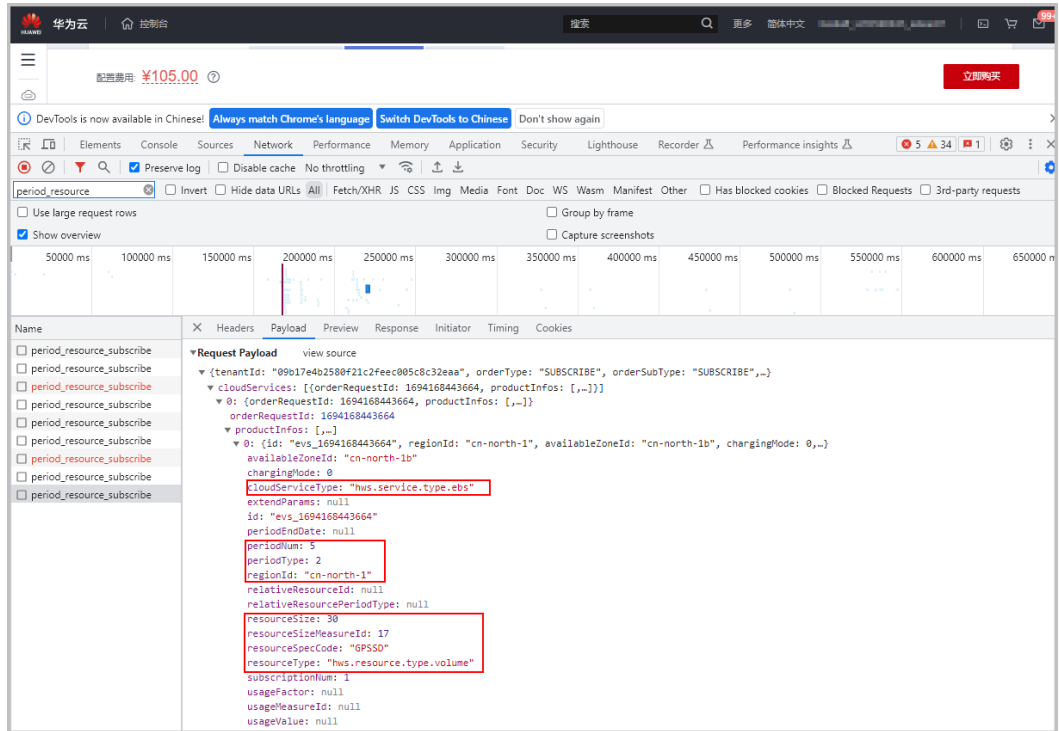 HUAWEI 华为云 控制台 搜索 更多 简体中文 99+
配置费用: ¥105.00 ? 立即购买
DevTools is now available in Chinese! Always match Chrome's language Switch DevTools to Chinese Don't show again
Elements Console Sources Network Performance Memory Application Security Lighthouse Recorder Performance insights 5 34 1
Preserve log Disable cache No throttling
period_resource Invert Hide data URLs All Fetch/XHR JS CSS Img Media Font Doc WS Wasm Manifest Other Has blocked cookies Blocked Requests 3rd-party requests
Use large request rows Group by frame
Show overview Capture screenshots
50000 ms 100000 ms 150000 ms 200000 ms 250000 ms 300000 ms 350000 ms 400000 ms 450000 ms 500000 ms 550000 ms 600000 ms 650000 m
Name
period_resource_subscribe
period_resource_subscribe
period_resource_subscribe
period_resource_subscribe
period_resource_subscribe
period_resource_subscribe
period_resource_subscribe
period_resource_subscribe
period_resource_subscribe
Headers Payload Preview Response Initiator Timing Cookies
Request Payload view source
{tenantId: "09b17e4b2580f21c2feec005c8c32eaa", orderType: "SUBSCRIBE", orderSubType: "SUBSCRIBE",…}
cloudServices: [{orderRequestId: 1694168443664, productInfos: [,…]}]
0: {orderRequestId: 1694168443664, productInfos: [,…]}
orderRequestId: 1694168443664
productInfos: [,…]
0: {id: "evs_1694168443664", regionId: "cn-north-1", availableZoneId: "cn-north-1b", chargingMode: 0,…}
availableZoneId: "cn-north-1b"
chargingMode: 0
cloudServiceType: "hws.service.type.ebs"
extendParams: null
id: "evs_1694168443664"
periodEndDate: null
periodNum: 5
periodType: 2
regionId: "cn-north-1"
relativeResourceId: null
relativeResourcePeriodType: null
resourceSize: 30
resourceSizeMeasureId: 17
resourceSpecCode: "GPSSD"
resourceType: "hws.resource.type.volume"
subscriptionNum: 1
usageFactor: null
usageMeasureId: null
usageValue: null